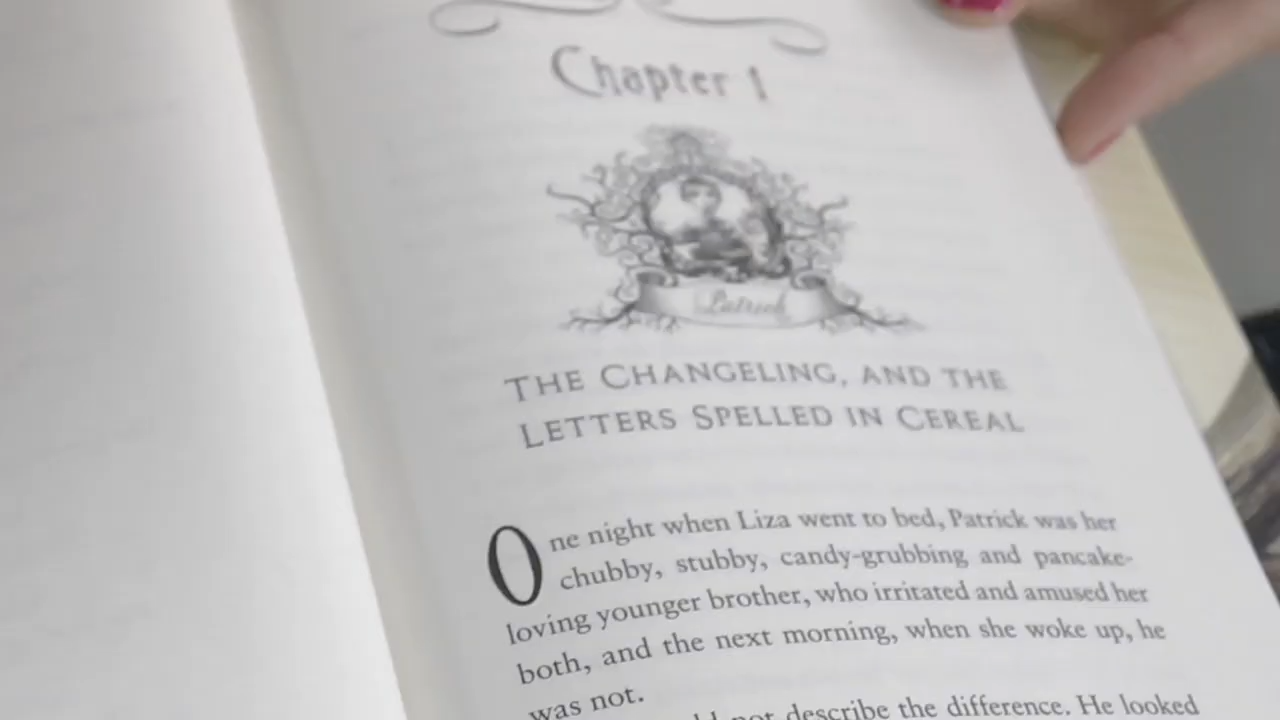 Chapter 1
Patrick
THE CHANGELING, AND THE
LETTERS SPELLED IN CEREAL
One night when Liza went to bed, Patrick was her
chubby, stubby, candy-grubbing and pancake-
loving younger brother, who irritated and amused her
both, and the next morning, when she woke up, he
was not.
not describe the difference. He looked